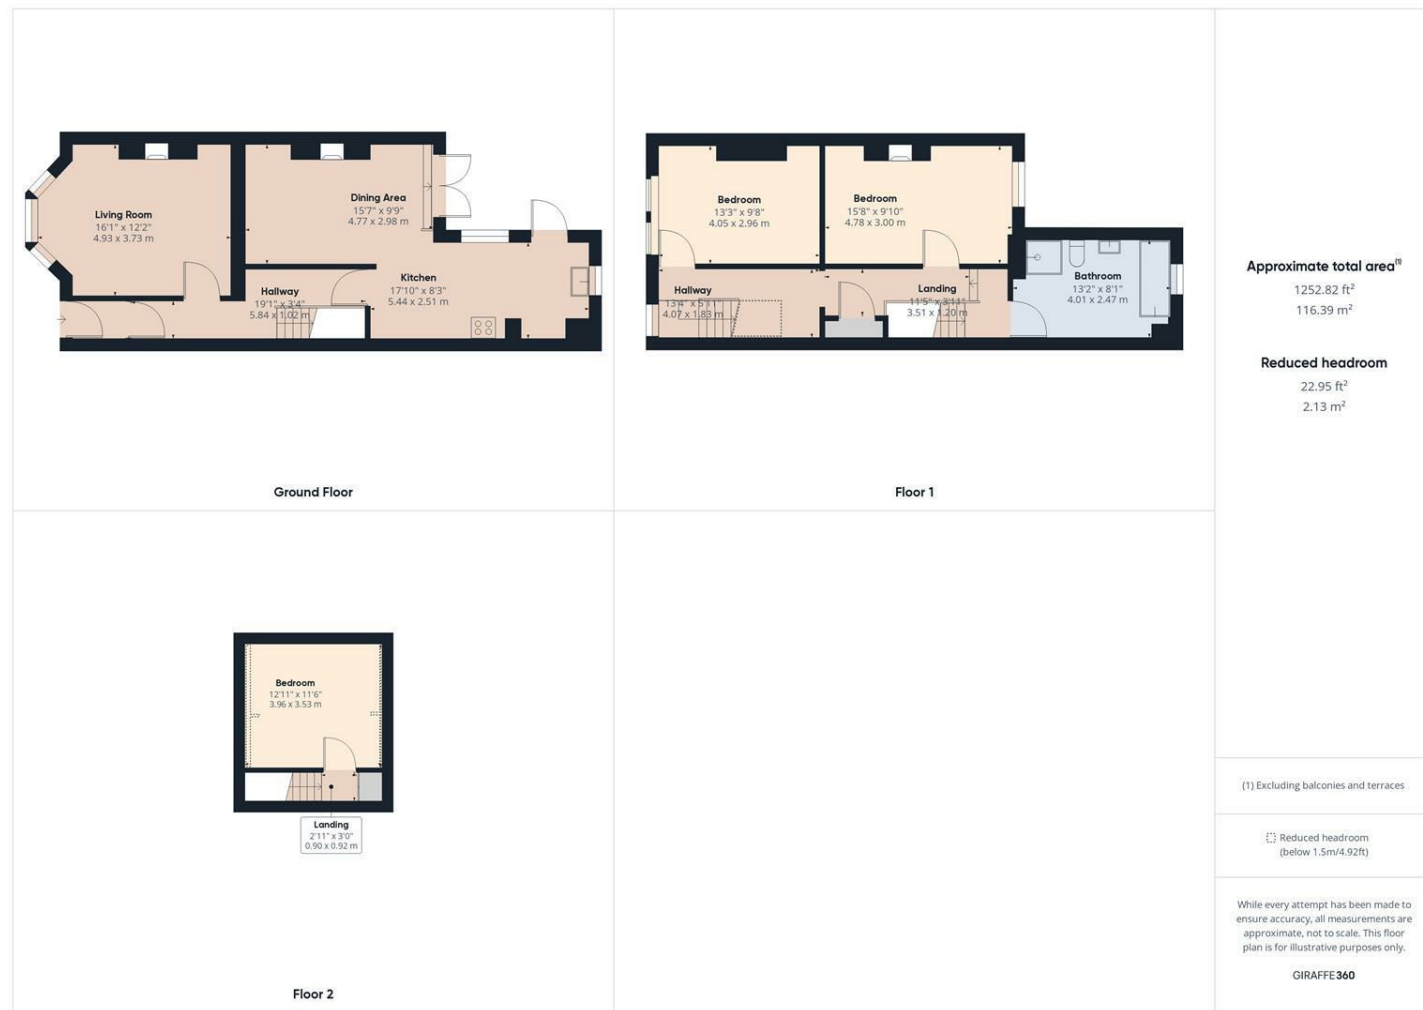 Living Room
16'1" x 12'2"
4.93 x 3.73 m
Dining Area
15'7" x 9'9"
4.77 x 2.98 m
Kitchen
17'10" x 8'3"
5.44 x 2.51 m
Hallway
19'1" x 3'4"
5.84 x 1.02 m
Ground Floor
Bedroom
13'3" x 9'8"
4.05 x 2.96 m
Bedroom
15'8" x 9'10"
4.78 x 3.00 m
Hallway
13'4" x 5'11"
4.07 x 1.83 m
Landing
11'5" x 3'11"
3.51 x 1.20 m
Bathroom
13'2" x 8'1"
4.01 x 2.47 m
Floor 1
Bedroom
12'11" x 11'6"
3.96 x 3.53 m
Landing
2'11" x 3'0"
0.90 x 0.92 m
Floor 2
Approximate total area(1)
1252.82 ft²
116.39 m²
Reduced headroom
22.95 ft²
2.13 m²
(1) Excluding balconies and terraces
Reduced headroom
(below 1.5m/4.92ft)
While every attempt has been made to
ensure accuracy, all measurements are
approximate, not to scale. This floor
plan is for illustrative purposes only.
GIRAFFE360